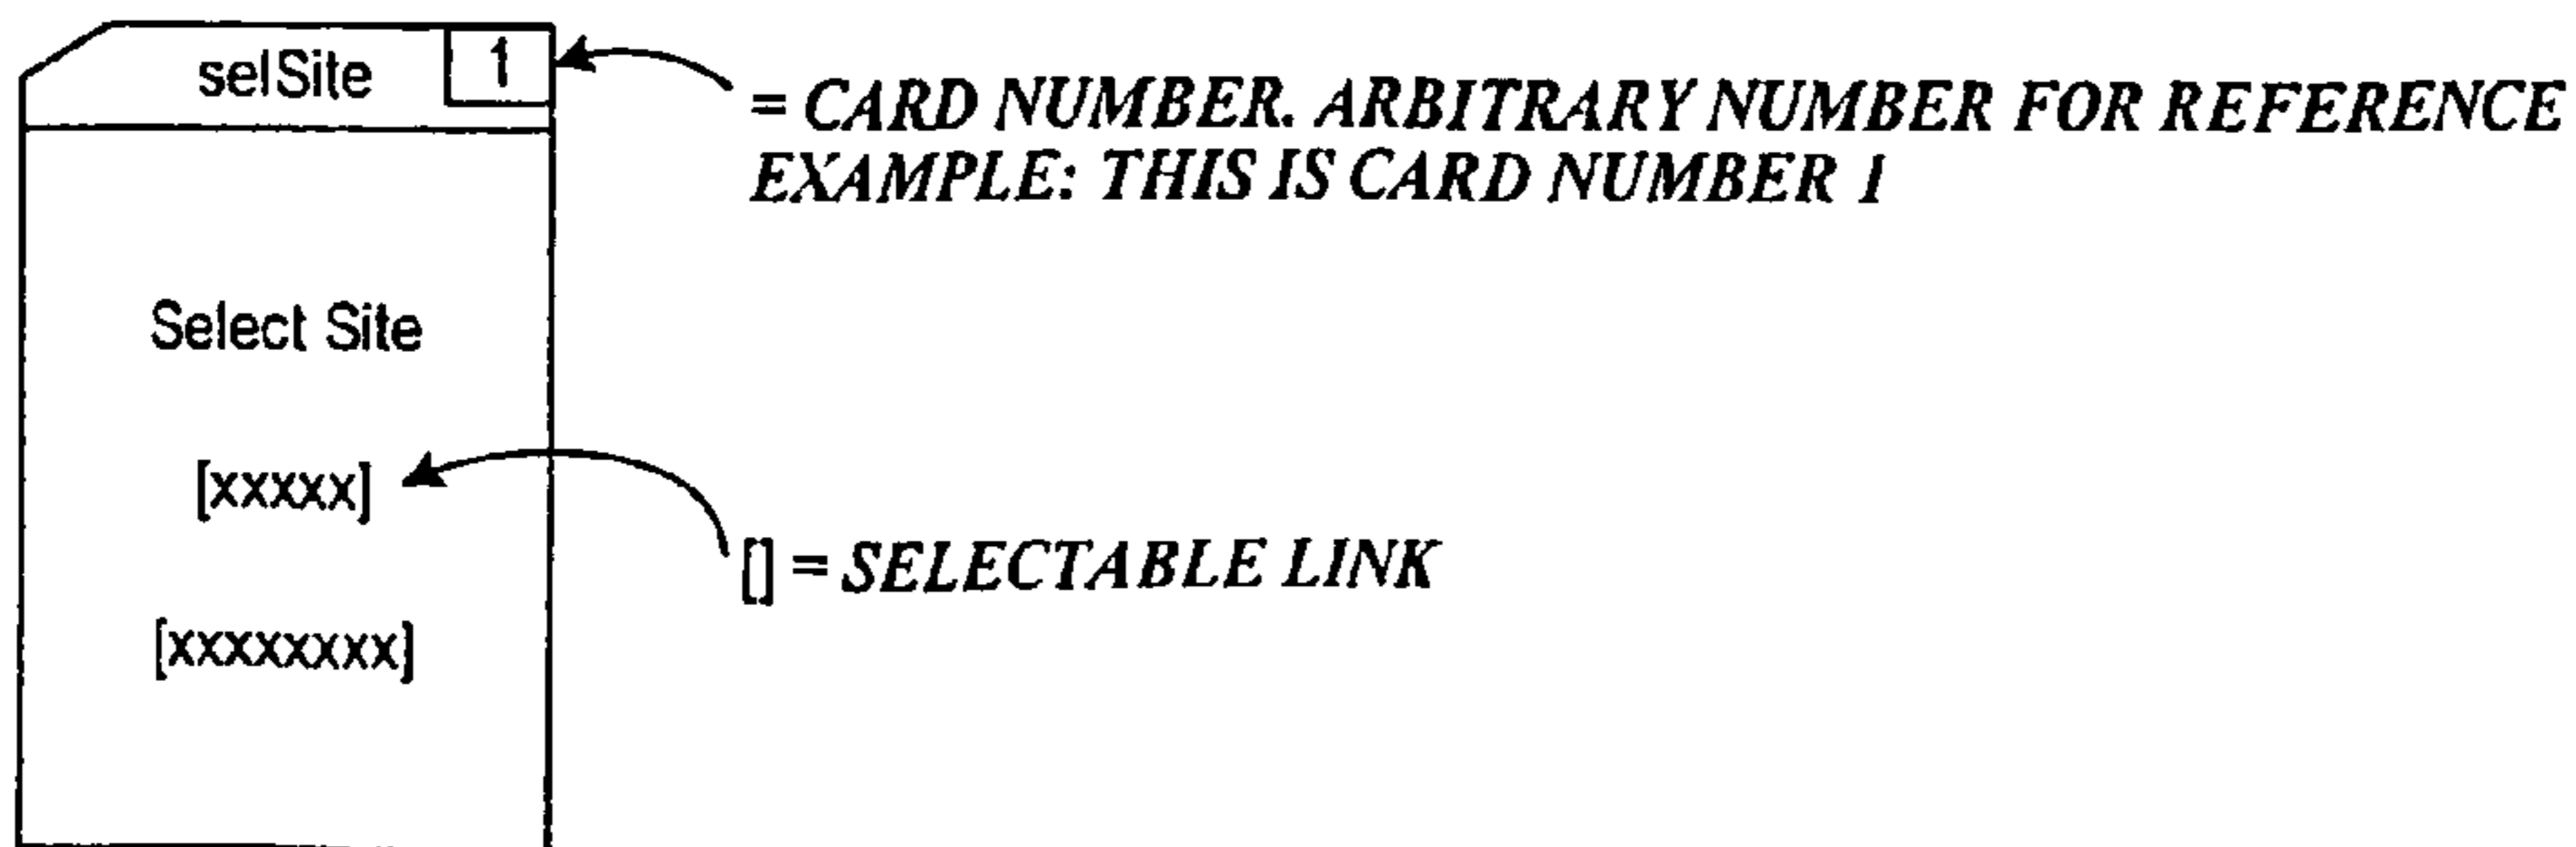 selSite 1
= CARD NUMBER. ARBITRARY NUMBER FOR REFERENCE
EXAMPLE: THIS IS CARD NUMBER 1
Select Site
[xxxxx]
[] = SELECTABLE LINK
[xxxxxxxx]